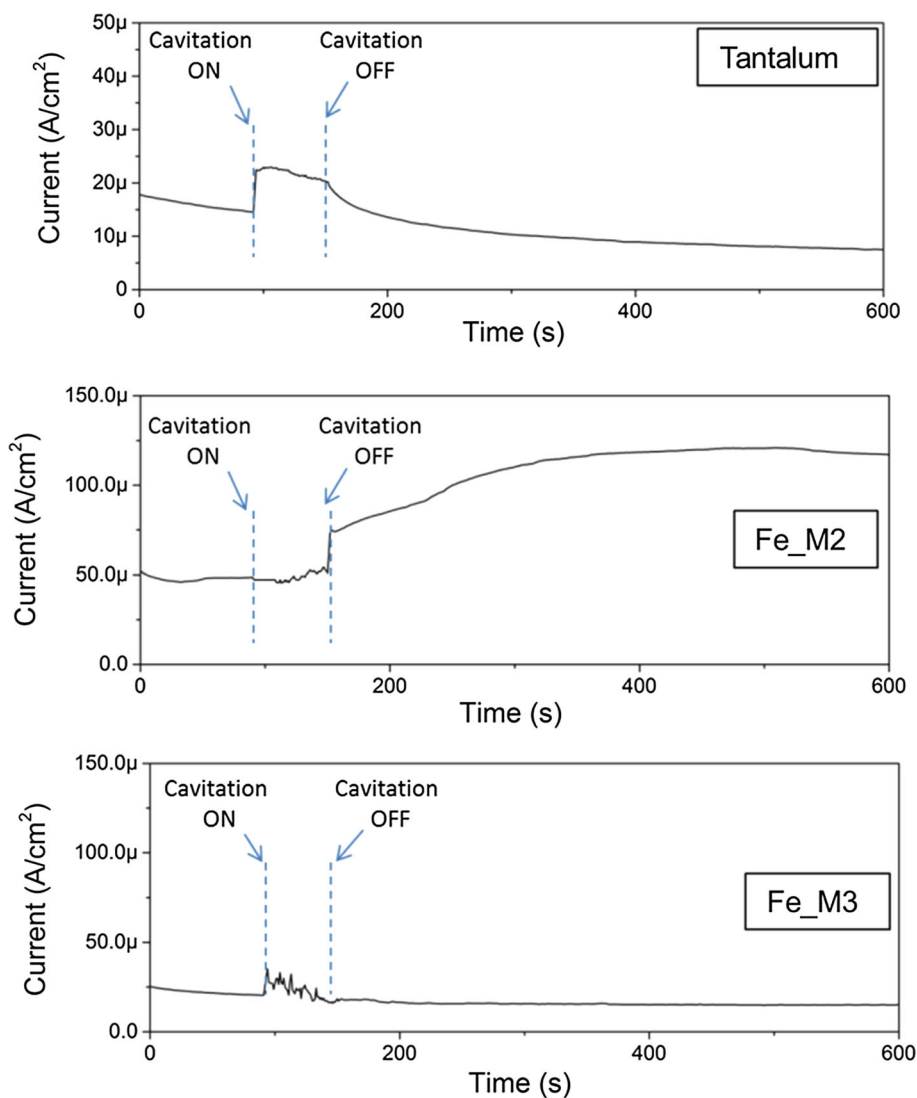 50µ
40µ
30µ
20µ
10µ
0
Current (A/cm²)
Cavitation
ON
Cavitation
OFF
Tantalum
0
200
400
600
Time (s)
150.0µ
100.0µ
50.0µ
0.0
Current (A/cm²)
Cavitation
ON
Cavitation
OFF
Fe_M2
0
200
400
600
Time (s)
150.0µ
100.0µ
50.0µ
0.0
Current (A/cm²)
Cavitation
ON
Cavitation
OFF
Fe_M3
0
200
400
600
Time (s)